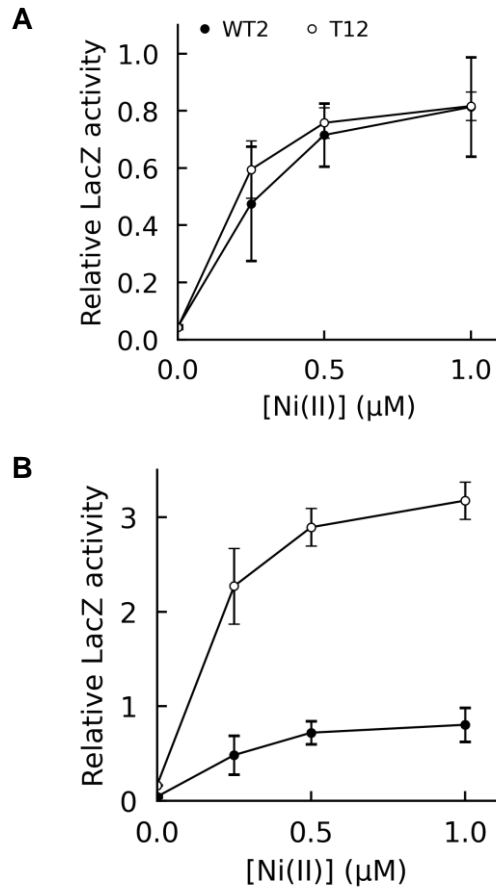 A
WT2 T12
Relative LacZ activity
1.0
0.8
0.6
0.4
0.2
0.0
0.0 0.5 1.0
[Ni(II)] (μM)
B
Relative LacZ activity
3
2
1
0
0.0 0.5 1.0
[Ni(II)] (μM)